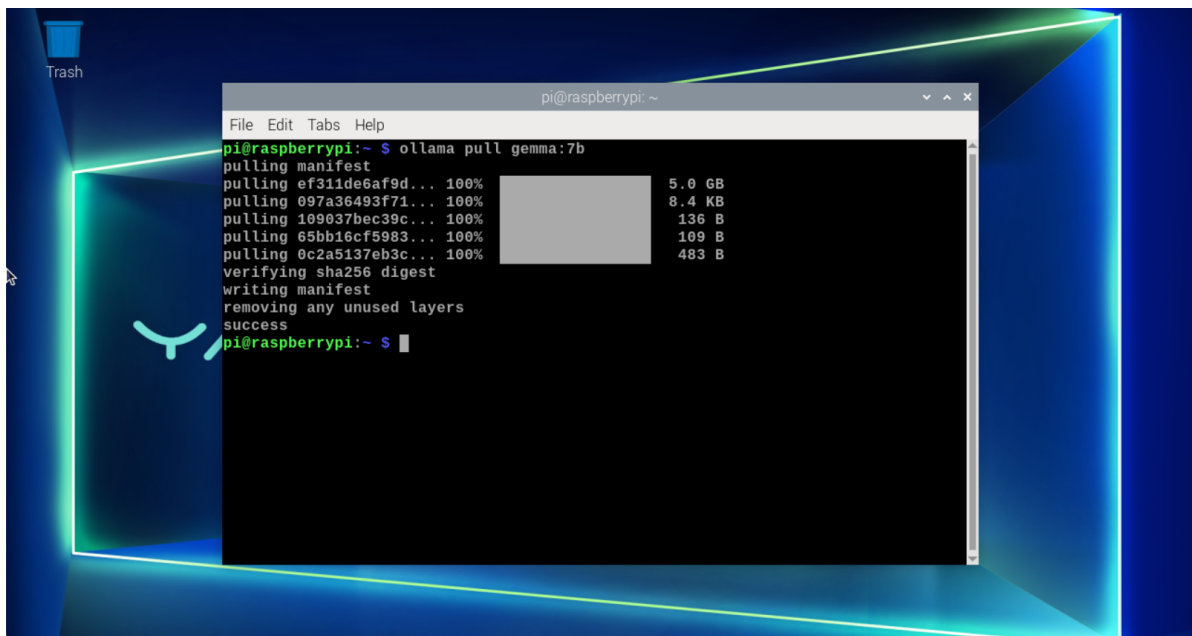 Trash
pi@raspberrypi: ~
File Edit Tabs Help
pi@raspberrypi:~ $ ollama pull gemma:7b
pulling manifest
pulling ef311de6af9d... 100% 5.0 GB
pulling 097a36493f71... 100% 8.4 KB
pulling 109037bec39c... 100% 136 B
pulling 65bb16cf5983... 100% 109 B
pulling 0c2a5137eb3c... 100% 483 B
verifying sha256 digest
writing manifest
removing any unused layers
success
pi@raspberrypi:~ $